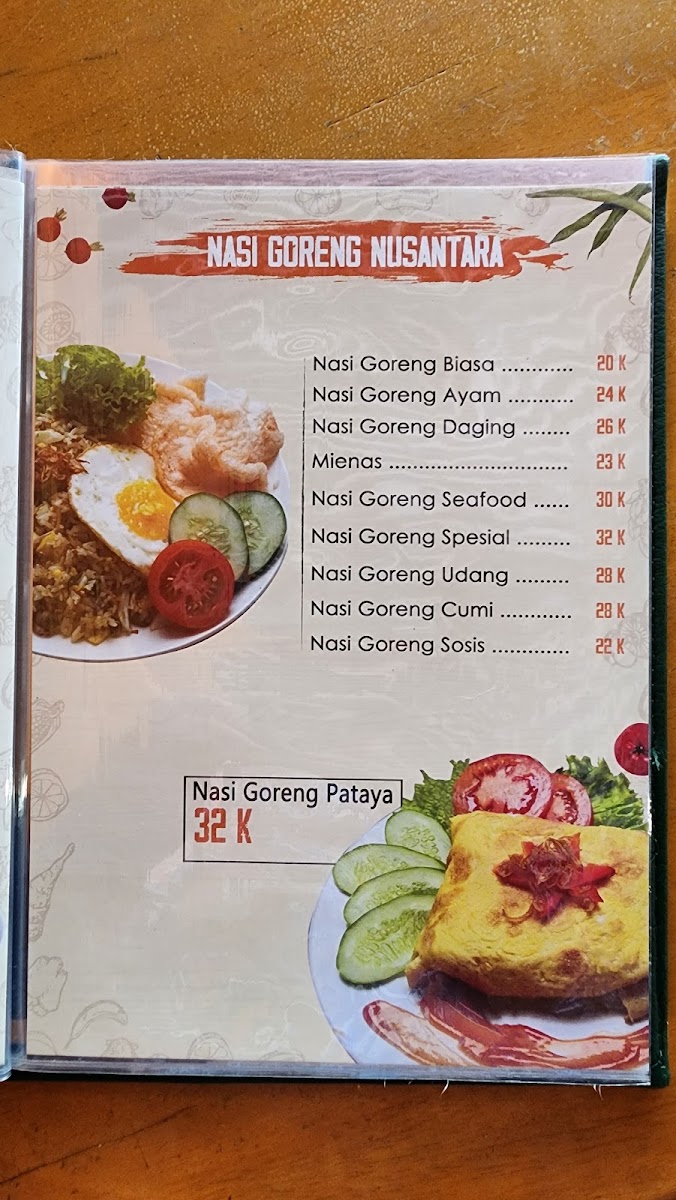 NASI GORENG NUSANTARA
Nasi Goreng Biasa ............ 20 K
Nasi Goreng Ayam ........... 24 K
Nasi Goreng Daging ........ 26 K
Mienas .............................. 23 K
Nasi Goreng Seafood ...... 30 K
Nasi Goreng Spesial ......... 32 K
Nasi Goreng Udang ......... 28 K
Nasi Goreng Cumi ............ 28 K
Nasi Goreng Sosis ............. 22 K
Nasi Goreng Pataya
32 K